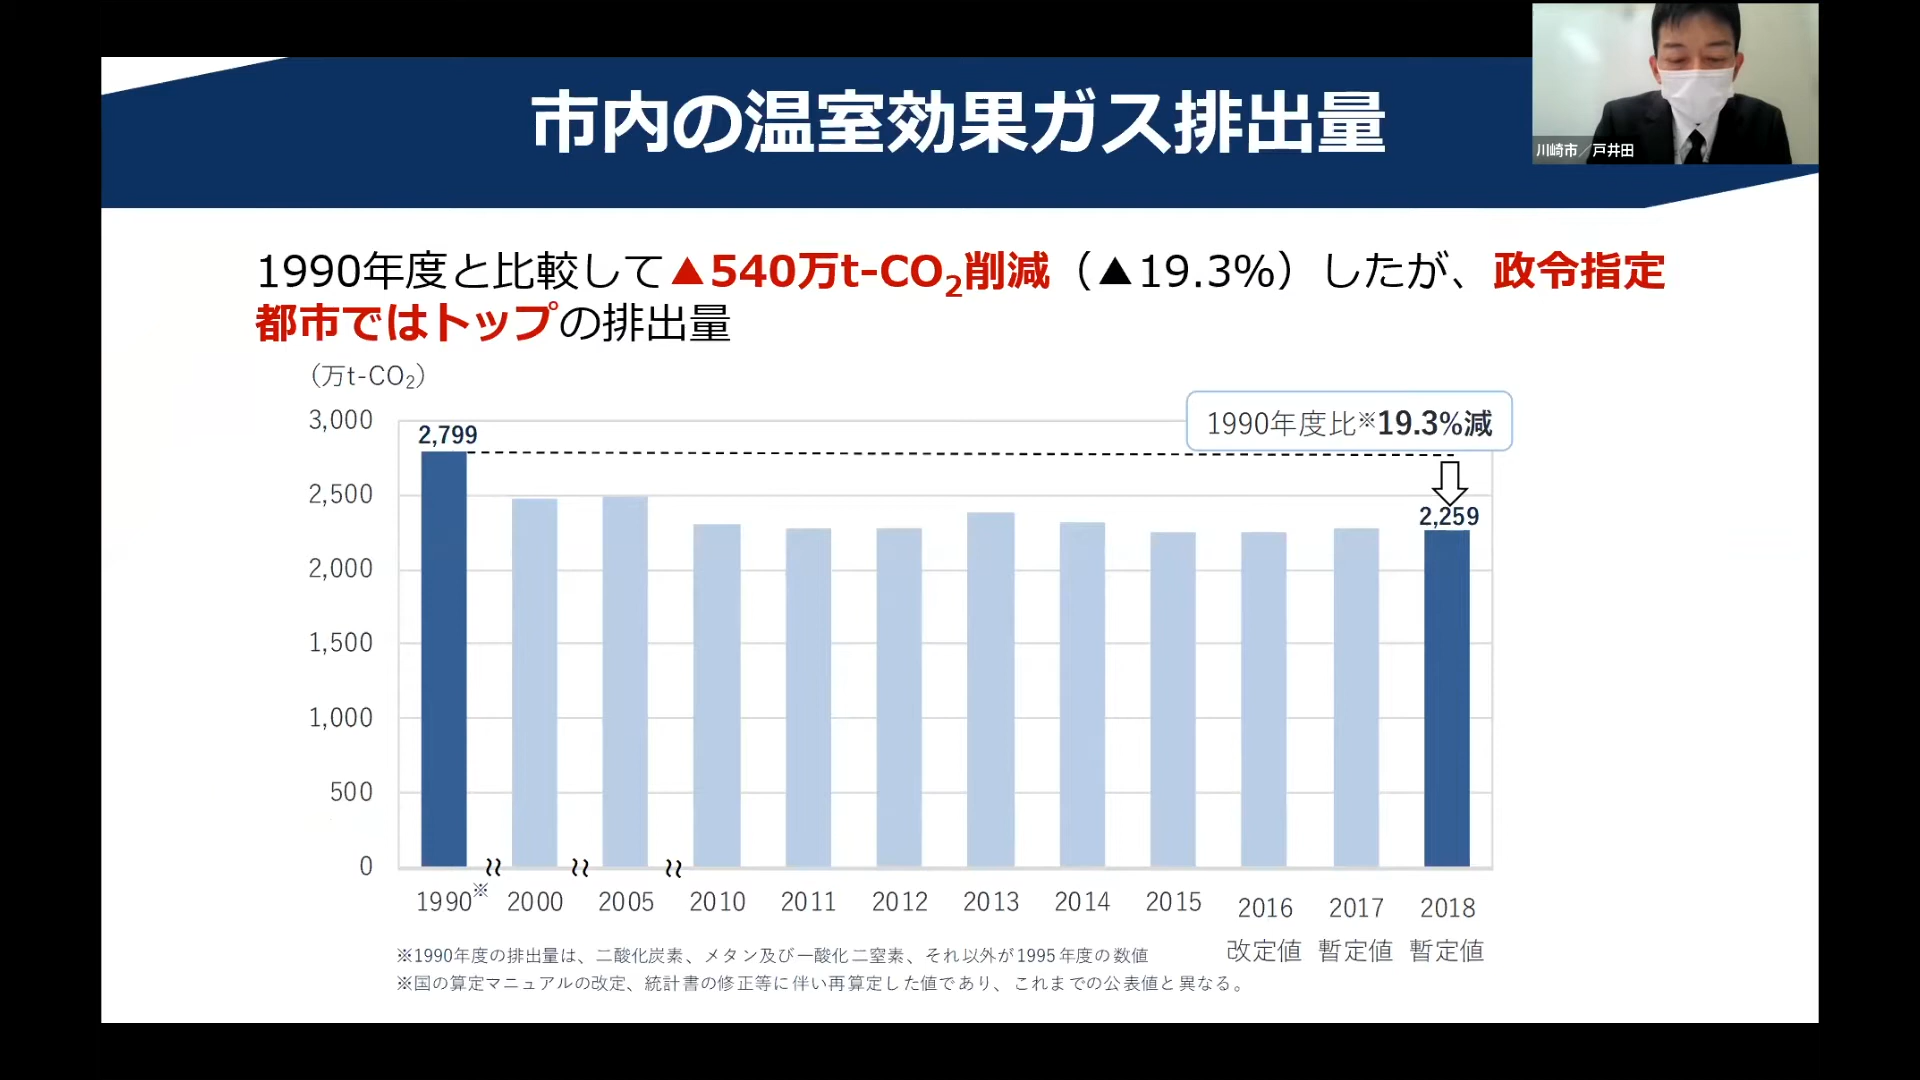 市内の温室効果ガス排出量
川崎市／戸井田
1990年度と比較して▲540万t-CO₂削減（▲19.3%）したが、政令指定
都市ではトップの排出量
（万t-CO₂）
1990年度比※19.3%減
3,000
2,500
2,000
1,500
1,000
500
0
2,799
2,259
1990※ 2000 2005 2010 2011 2012 2013 2014 2015 2016 2017 2018
改定値 暫定値 暫定値
※1990年度の排出量は、二酸化炭素、メタン及び一酸化二窒素、それ以外が1995年度の数値
※国の算定マニュアルの改定、統計書の修正等に伴い再算定した値であり、これまでの公表値と異なる。